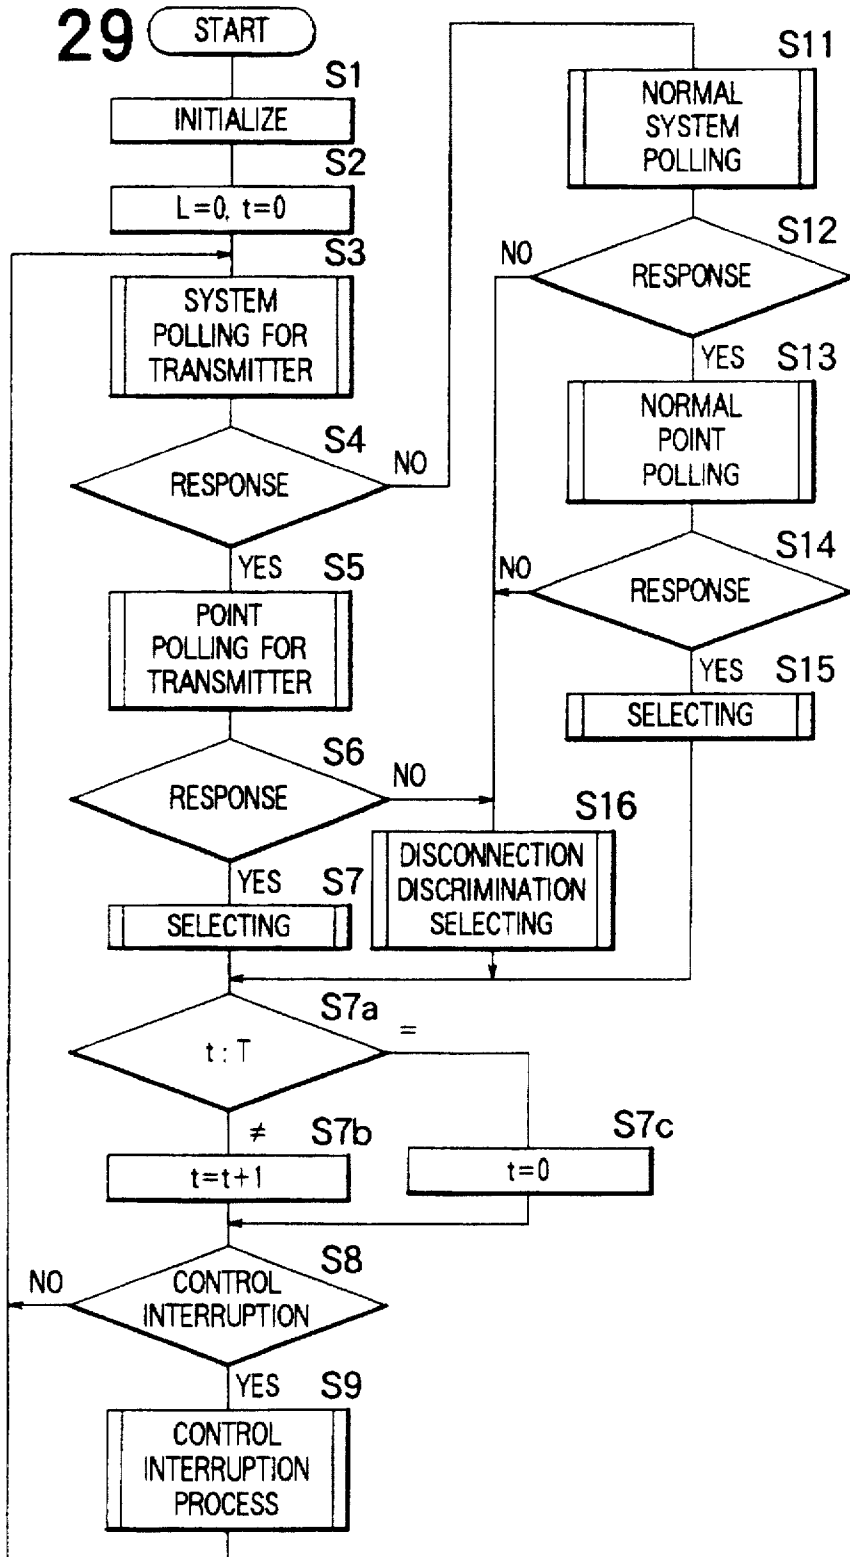 29
START
S1
INITIALIZE
S2
L=0, t=0
S3
SYSTEM
POLLING FOR
TRANSMITTER
S4
RESPONSE
NO
YES
S5
POINT
POLLING FOR
TRANSMITTER
S6
RESPONSE
NO
YES
S7
SELECTING
S11
NORMAL
SYSTEM
POLLING
S12
NO
RESPONSE
YES
S13
NORMAL
POINT
POLLING
S14
NO
RESPONSE
YES
S15
SELECTING
S16
DISCONNECTION
DISCRIMINATION
SELECTING
S7a
t : T
=
≠
S7b
t=t+1
S7c
t=0
S8
NO
CONTROL
INTERRUPTION
YES
S9
CONTROL
INTERRUPTION
PROCESS